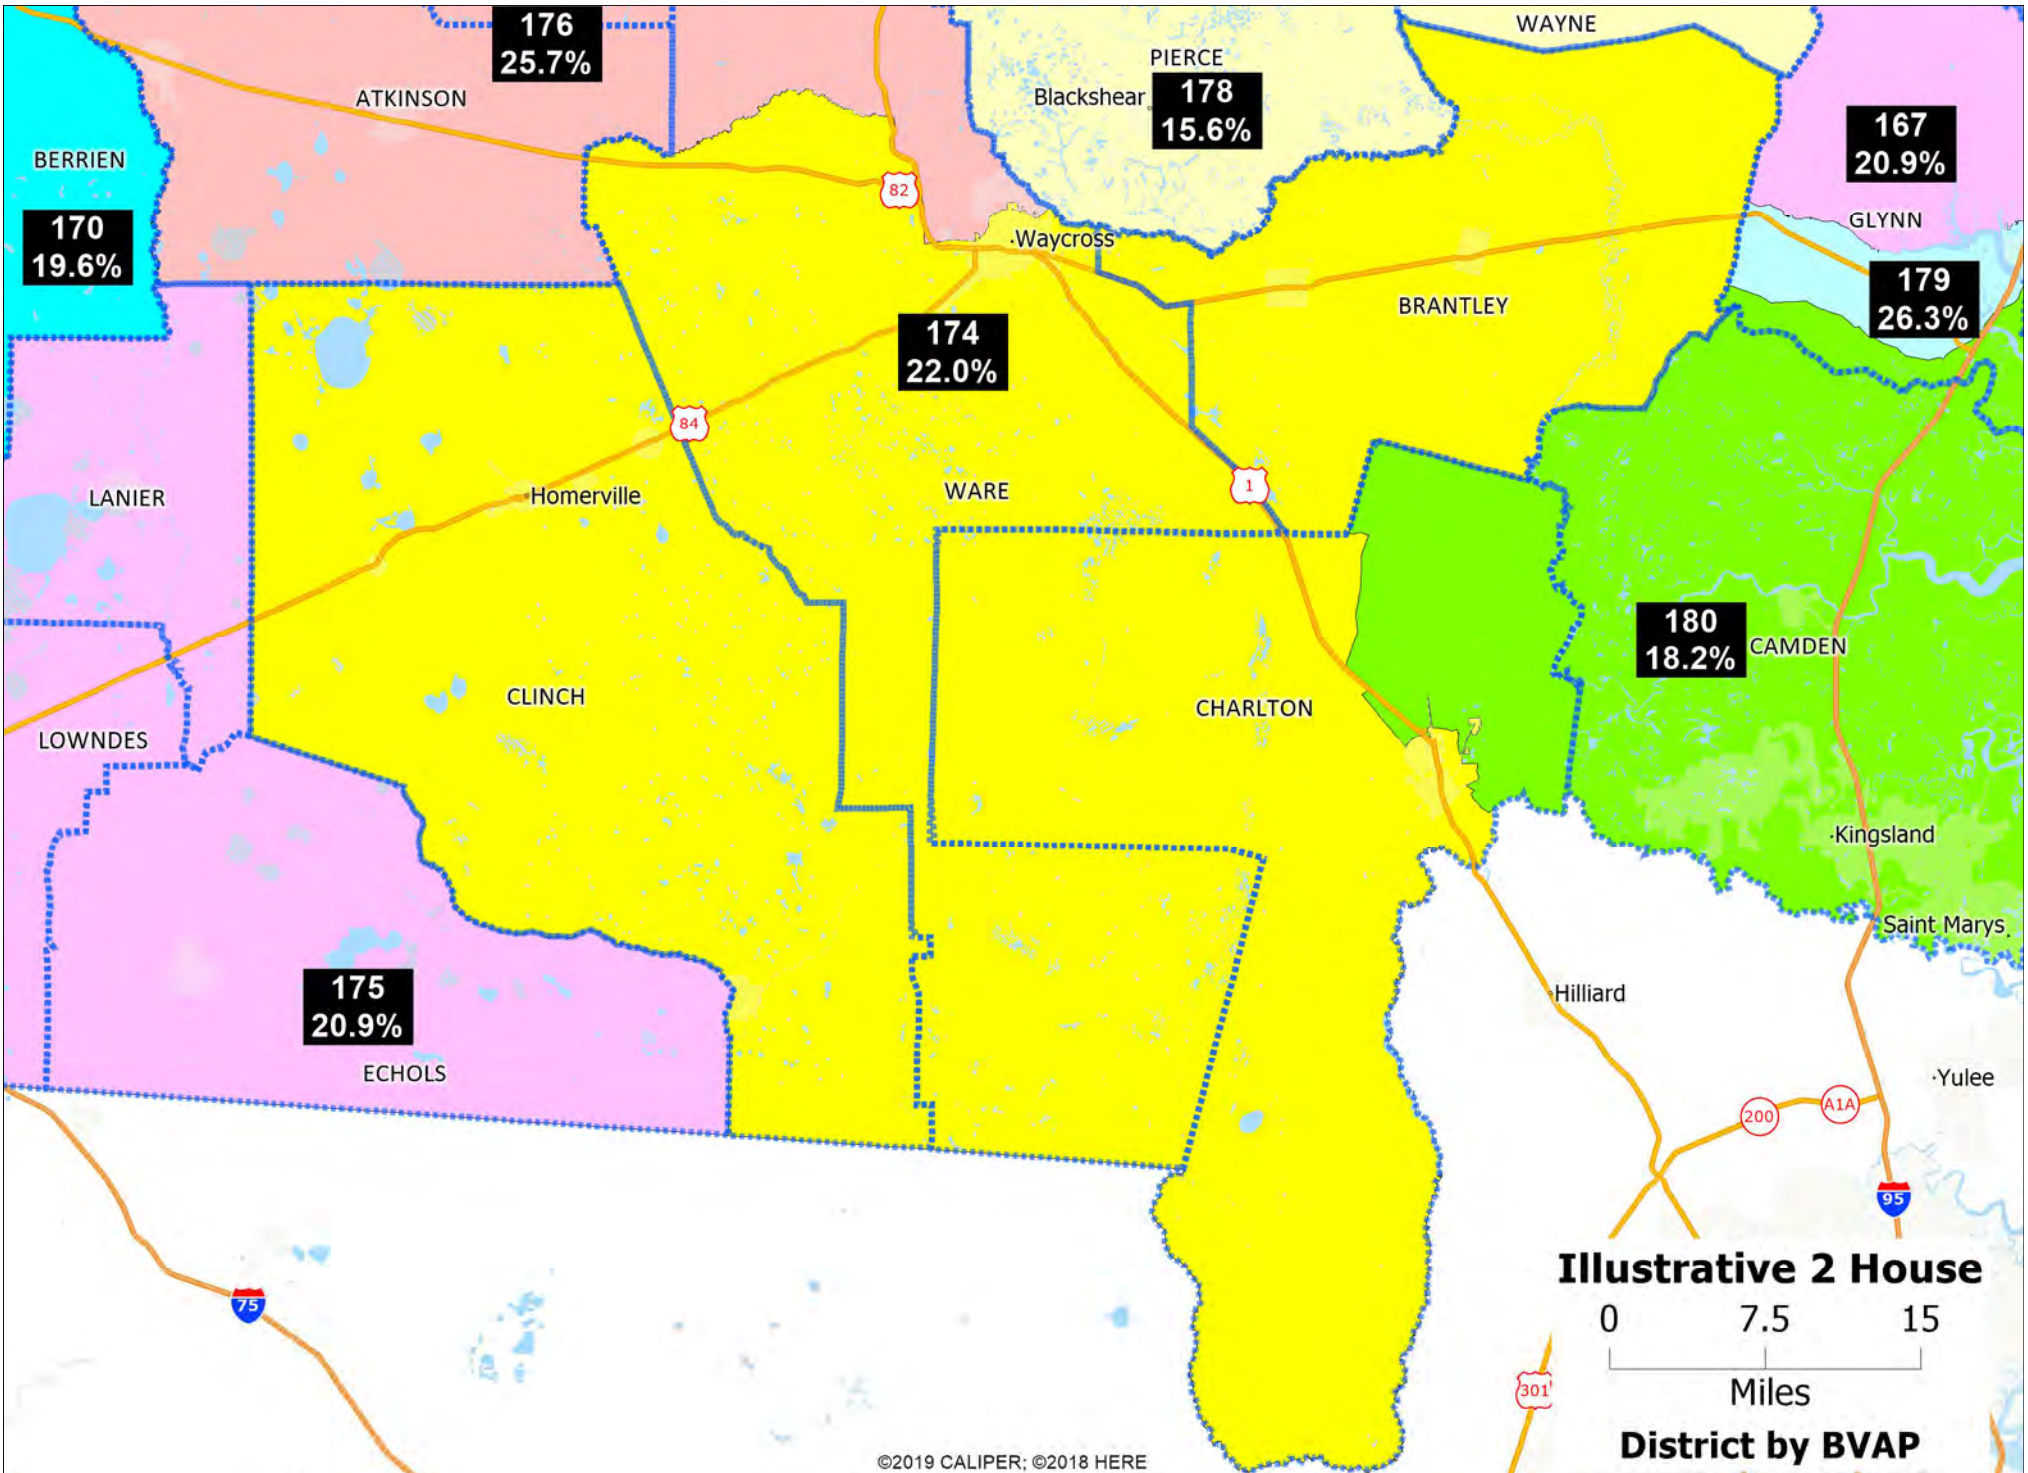 176
25.7%
WAYNE
PIERCE
Blackshear
178
15.6%
ATKINSON
167
20.9%
BERRIEN
82
170
19.6%
GLYNN
Waycross
179
26.3%
BRANTLEY
174
22.0%
84
LANIER
Homerville
WARE
1
180
18.2%
CAMDEN
CLINCH
CHARLTON
LOWNDES
Kingsland
Saint Marys
175
20.9%
Hilliard
ECHOLS
Yulee
200
A1A
95
75
Illustrative 2 House
0 7.5 15
Miles
301
District by BVAP
©2019 CALIPER; ©2018 HERE